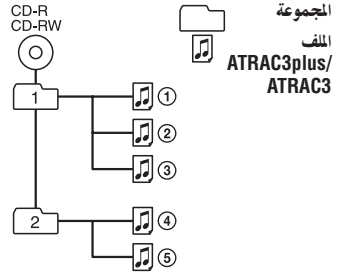 CD-R
CD-RW
المجموعة
الملف
ATRAC3plus/
ATRAC3
1
①
②
③
2
④
⑤